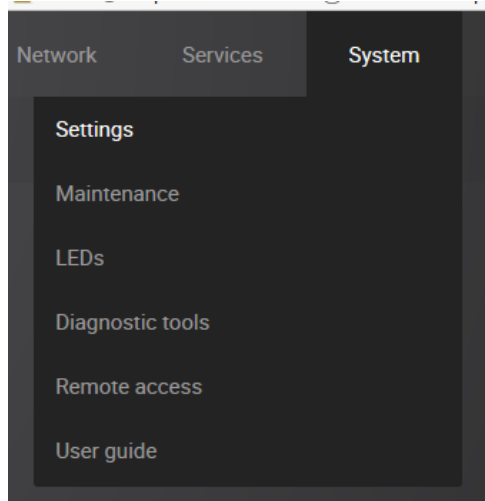 Network Services System
Settings
Maintenance
LEDs
Diagnostic tools
Remote access
User guide